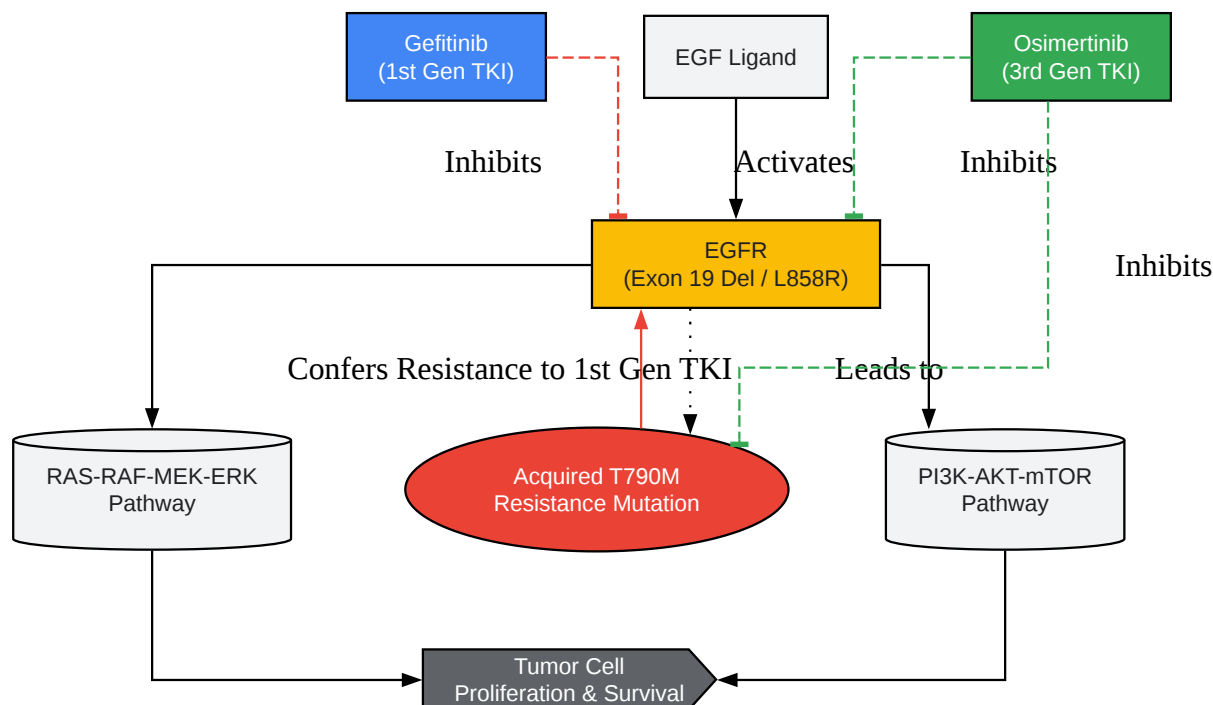 Gefitinib
(1st Gen TKI)
EGF Ligand
Osimertinib
(3rd Gen TKI)
Inhibits
Activates
Inhibits
EGFR
(Exon 19 Del / L858R)
Inhibits
Confers Resistance to 1st Gen TKI
Leads to
RAS-RAF-MEK-ERK
Pathway
Acquired T790M
Resistance Mutation
PI3K-AKT-mTOR
Pathway
Tumor Cell
Proliferation & Survival